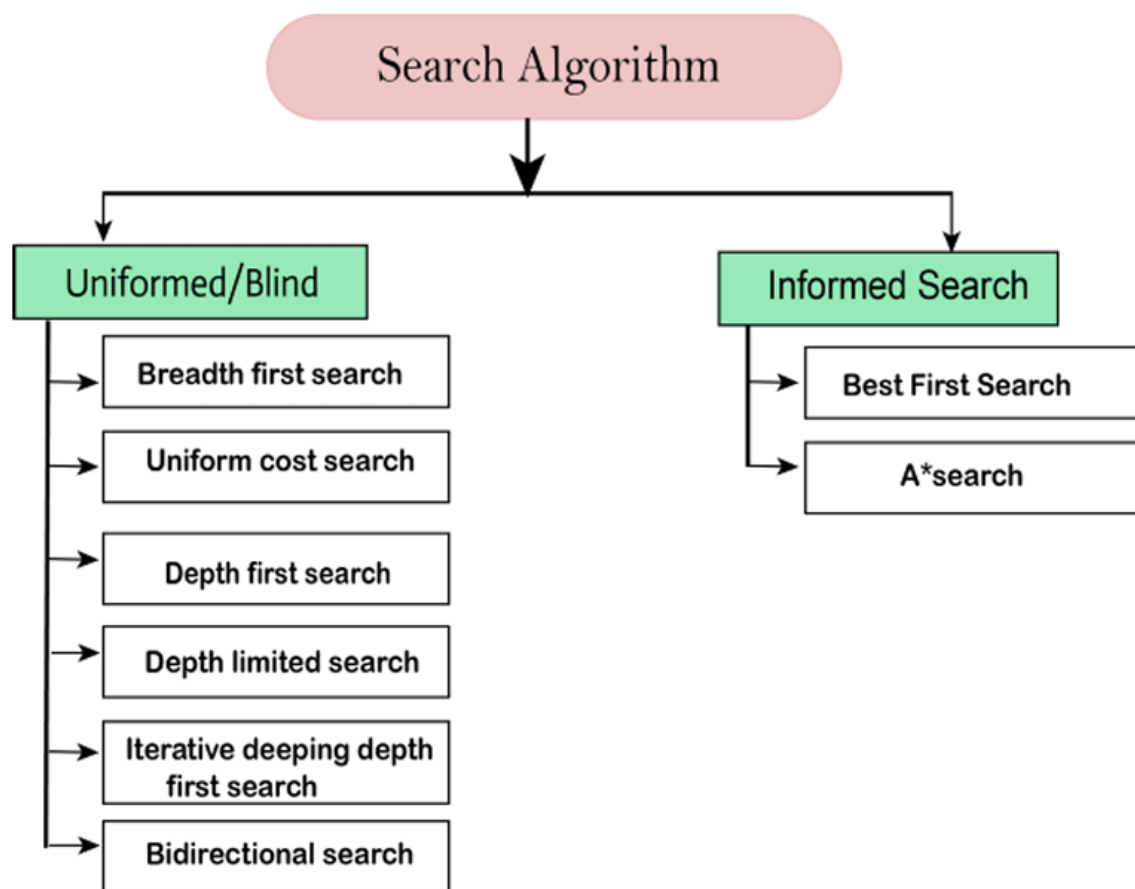 Search Algorithm
Uniformed/Blind
Breadth first search
Uniform cost search
Depth first search
Depth limited search
Iterative deeping depth
first search
Bidirectional search
Informed Search
Best First Search
A*search